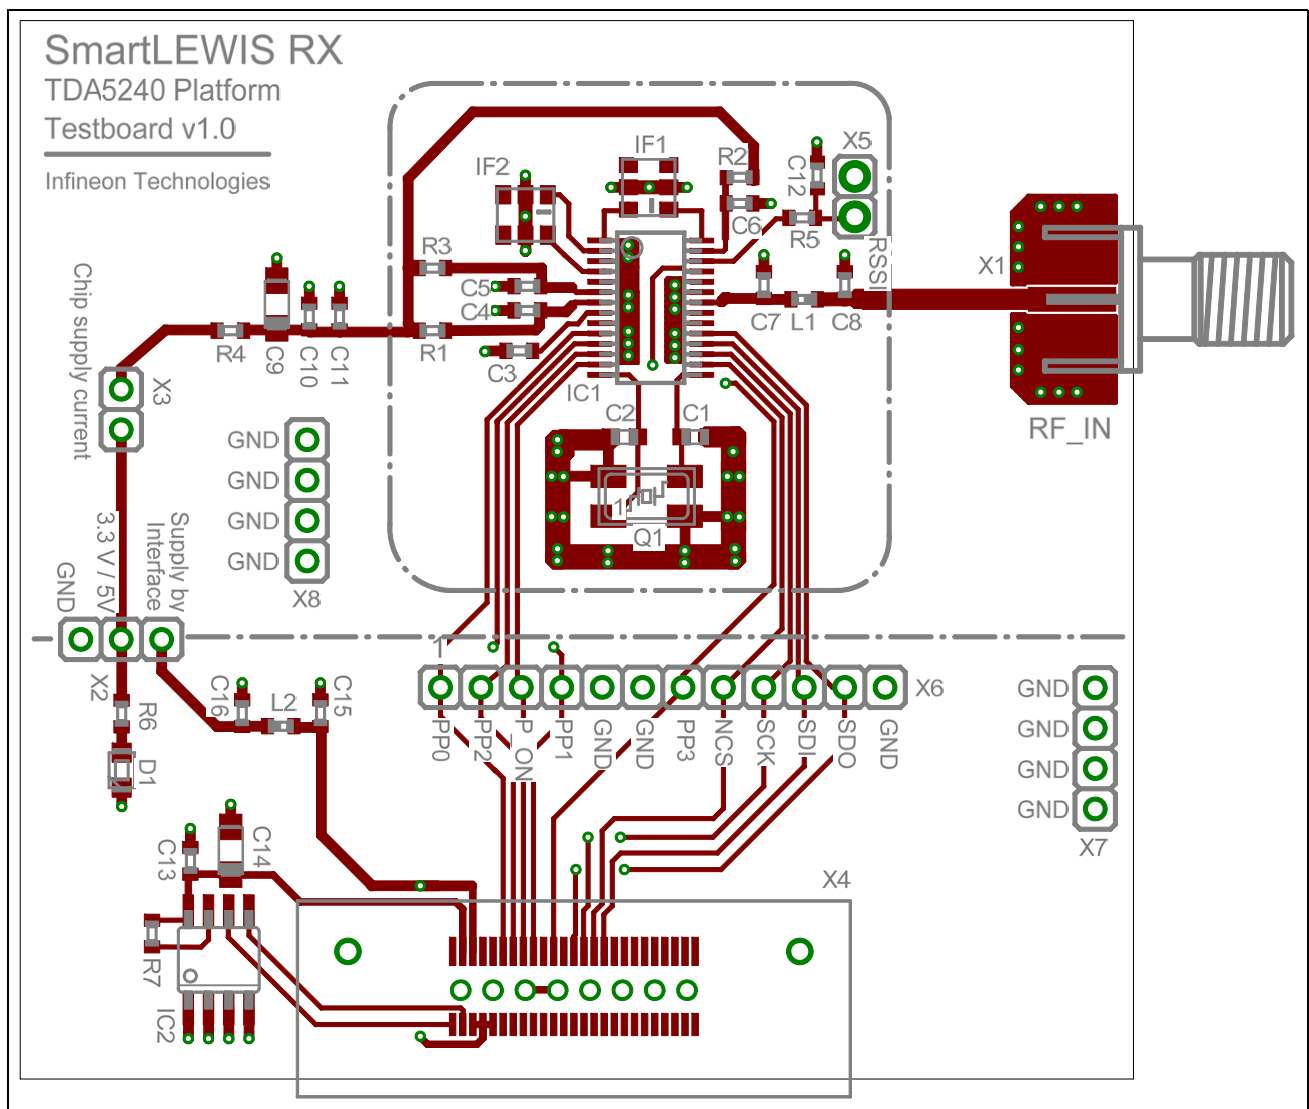 SmartLEWIS RX
TDA5240 Platform
Testboard v1.0
Infineon Technologies
IF2
IF1
R2
C12
X5
C6
R5
RSSI
X1
R3
C5
C4
R1
C3
IC1
C7
L1
C8
RF_IN
Chip supply current
X3
R4
C9
C10
C11
C2
C1
1
Q1
GND
GND
GND
GND
X8
GND
3.3 V / 5V
Supply by
Interface
X2
R6
D1
C16
L2
C15
1
X6
PP0
PP2
P_ON
PP1
GND
GND
PP3
NCS
SCK
SDI
SDO
GND
GND
GND
GND
GND
X7
C13
C14
R7
IC2
X4